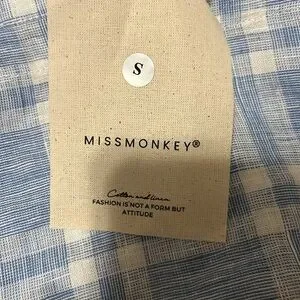 S
MISSMONKEY®
Cotton and linen
FASHION IS NOT A FORM BUT
ATTITUDE